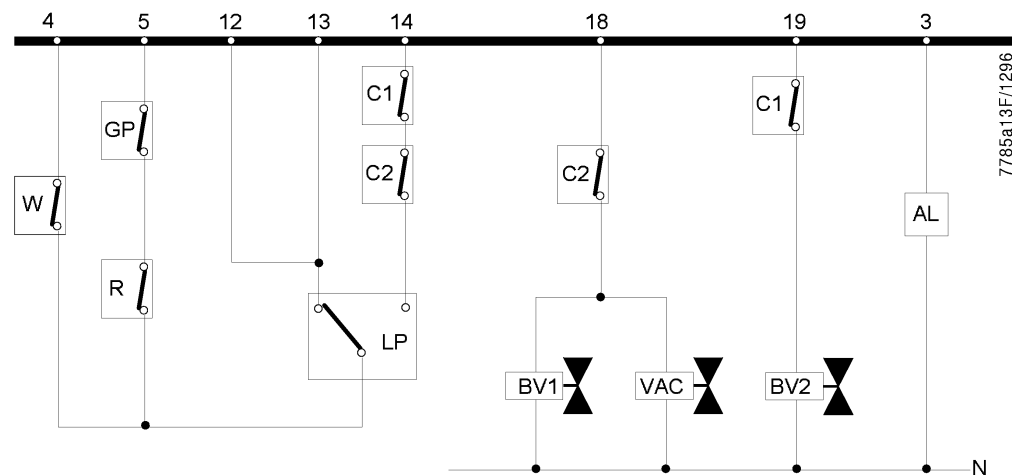 4 5 12 13 14 18 19 3
C1
C1
GP
C2
C2
W
AL
R
LP
BV1
VAC
BV2
N
7785a13F/1296